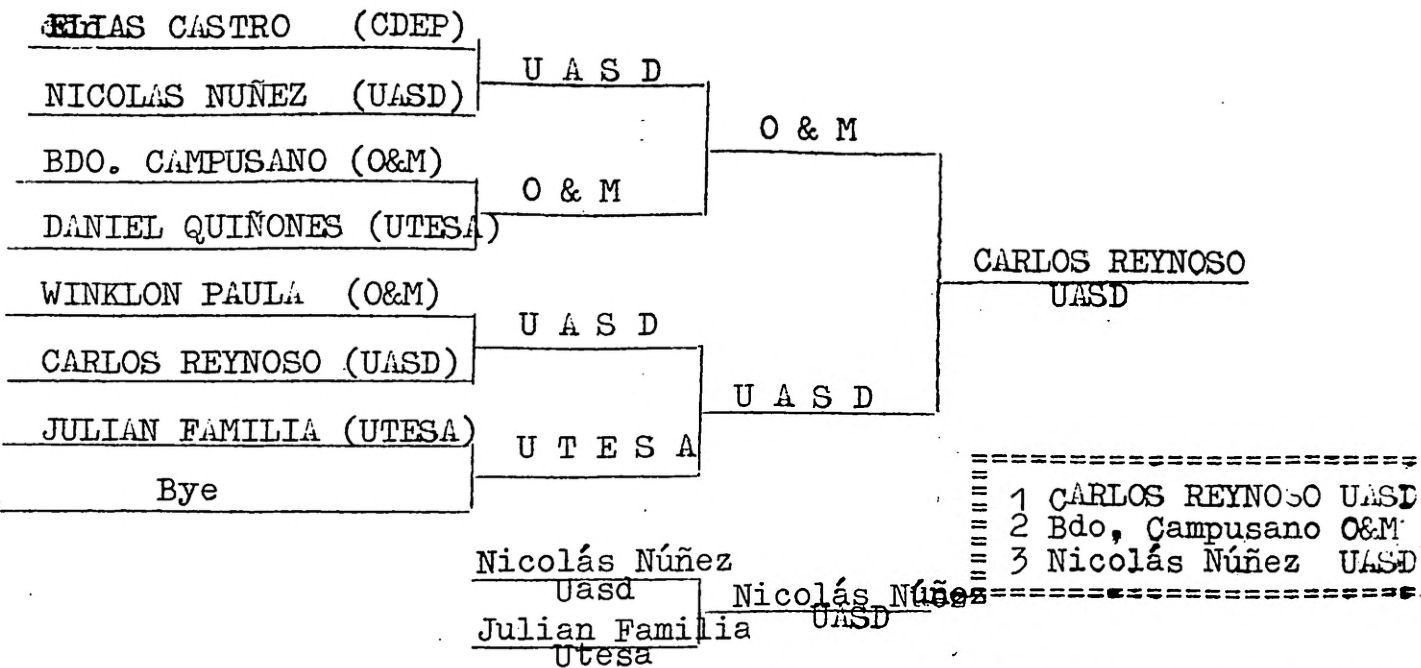 ELIAS CASTRO (CDEP)
NICOLAS NUÑEZ (UASD)
BDO. CAMPUSANO (O&M)
DANIEL QUIÑONES (UTESA)
WINKLON PAULA (O&M)
CARLOS REYNOSO (UASD)
JULIAN FAMILIA (UTESA)
Bye
U A S D
O & M
U A S D
U T E S A
O & M
U A S D
CARLOS REYNOSO
UASD
Nicolás Núñez
Uasd
Julian Familia
Utesa
Nicolás Núñez
UASD
1 CARLOS REYNOSO UASD
2 Bdo, Campusano O&M
3 Nicolás Núñez UASD